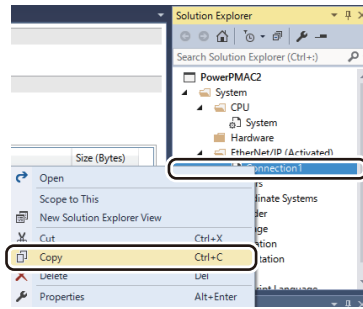 Solution Explorer
Search Solution Explorer (Ctrl+:)
PowerPMAC2
System
CPU
System
Hardware
EtherNet/IP (Activated)
Connection1
Size (Bytes)
Open
Scope to This
New Solution Explorer View
Cut Ctrl+X
Copy Ctrl+C
Delete Del
Properties Alt+Enter